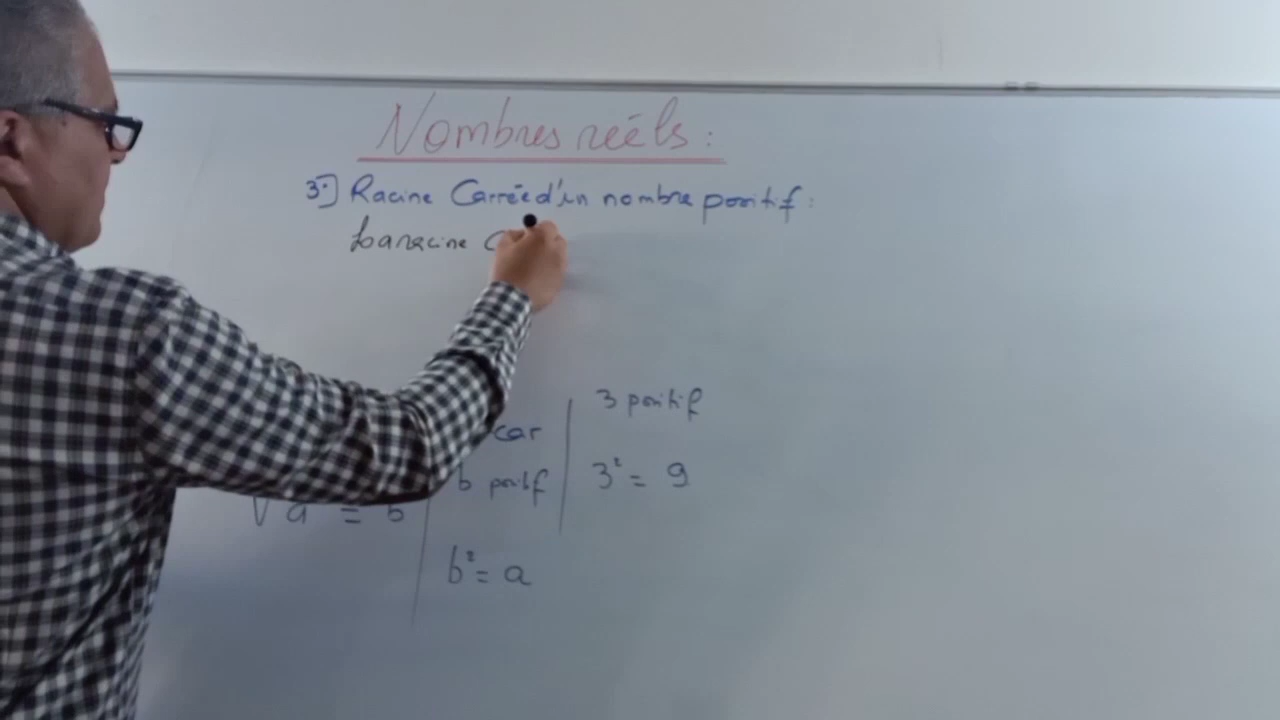 Nombres réels :
3°] Racine Carrée d'un nombre positif :
La racine C
3 positif
car
b positif
3² = 9
√a = b
b² = a